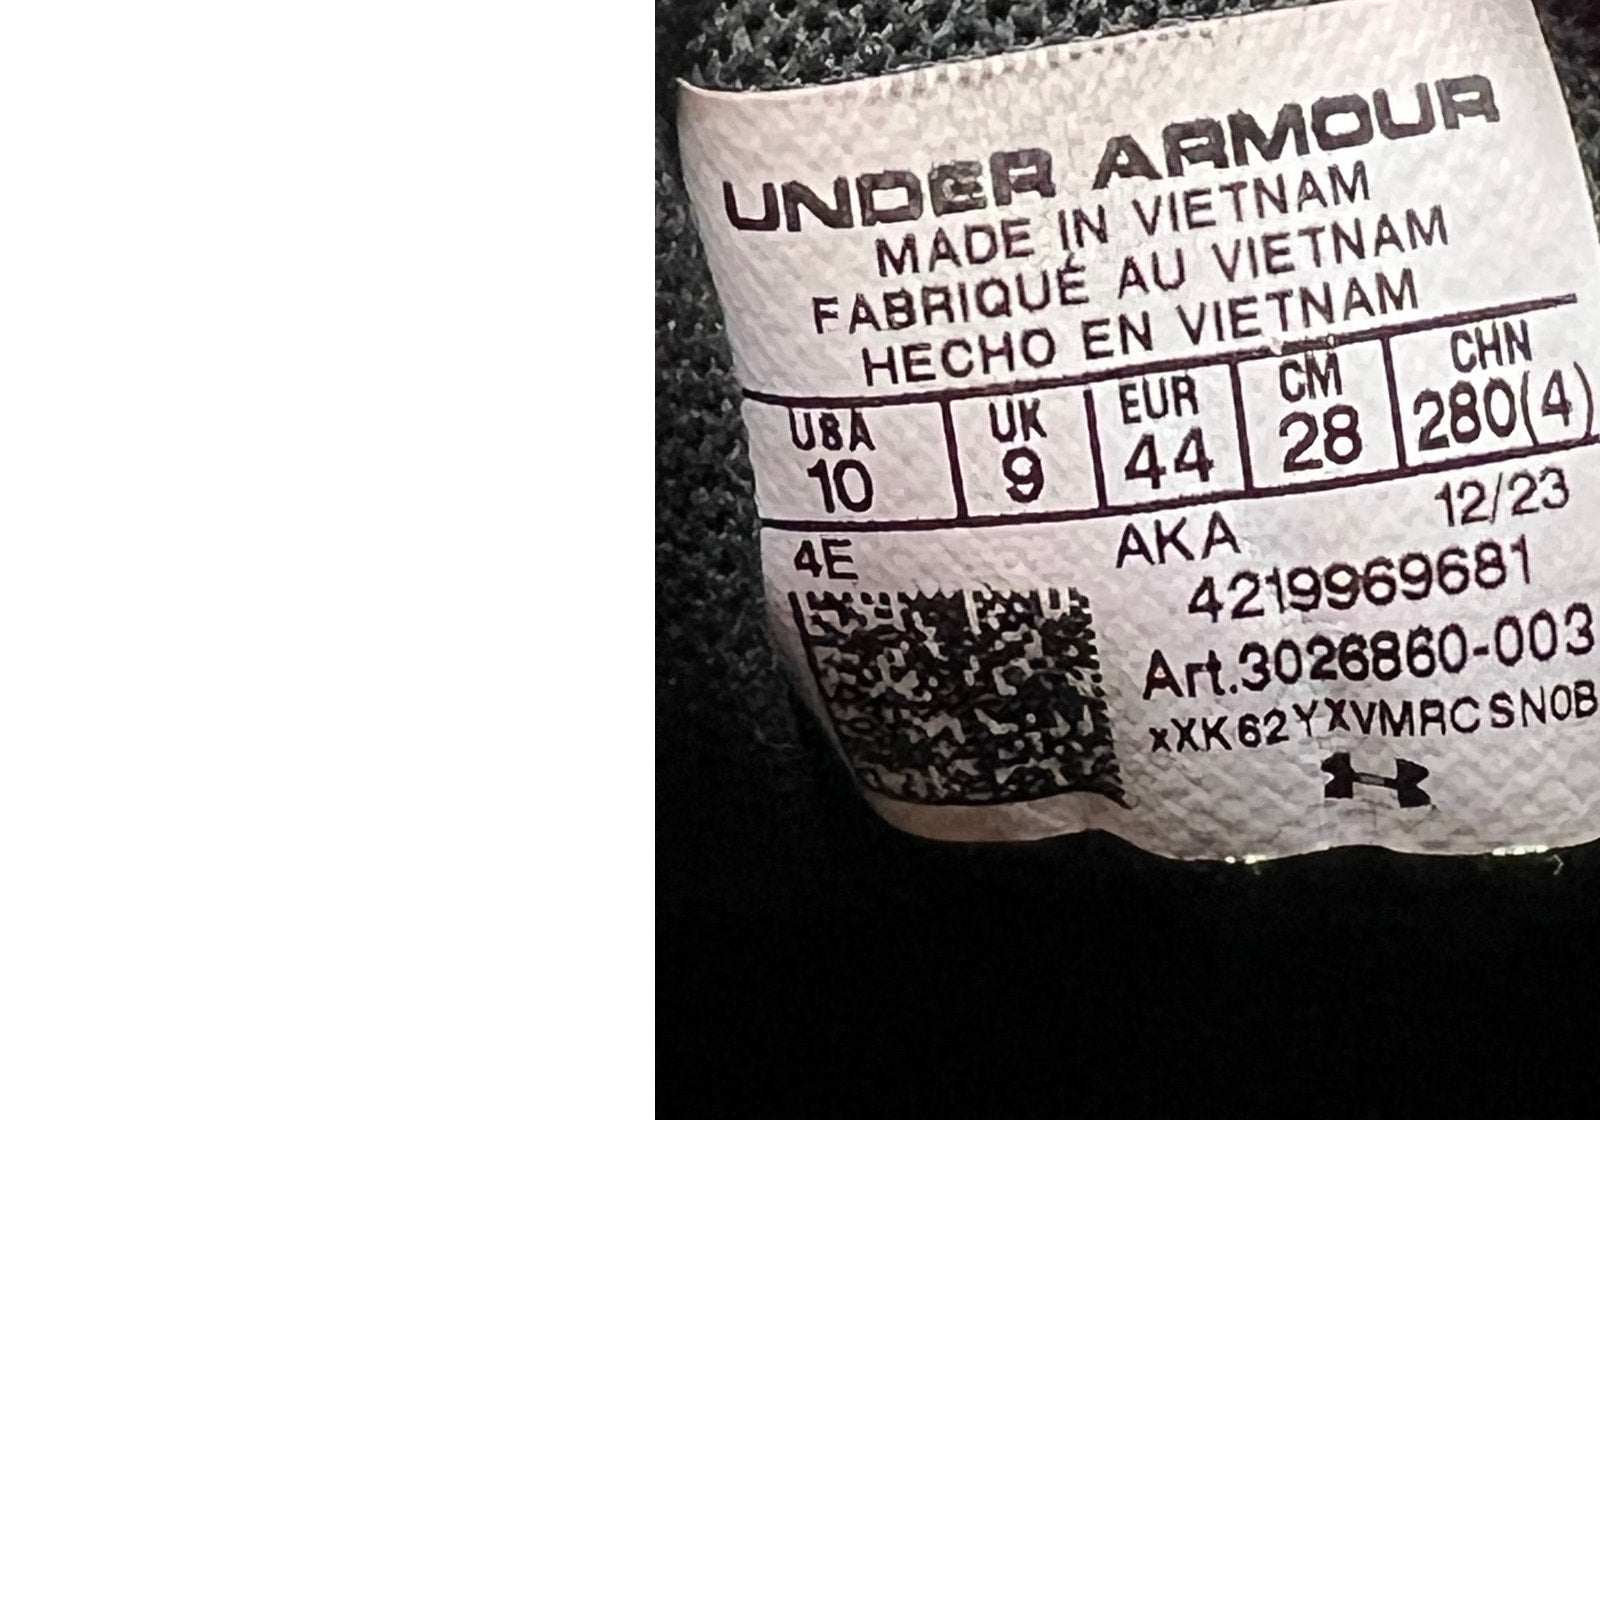 UNDER ARMOUR
MADE IN VIETNAM
FABRIQUÉ AU VIETNAM
HECHO EN VIETNAM
USA UK EUR CM CHN
10 9 44 28 280(4)
4E AKA 12/23
4219969681
Art.3026860-003
xXK62YXVMRCSN0B